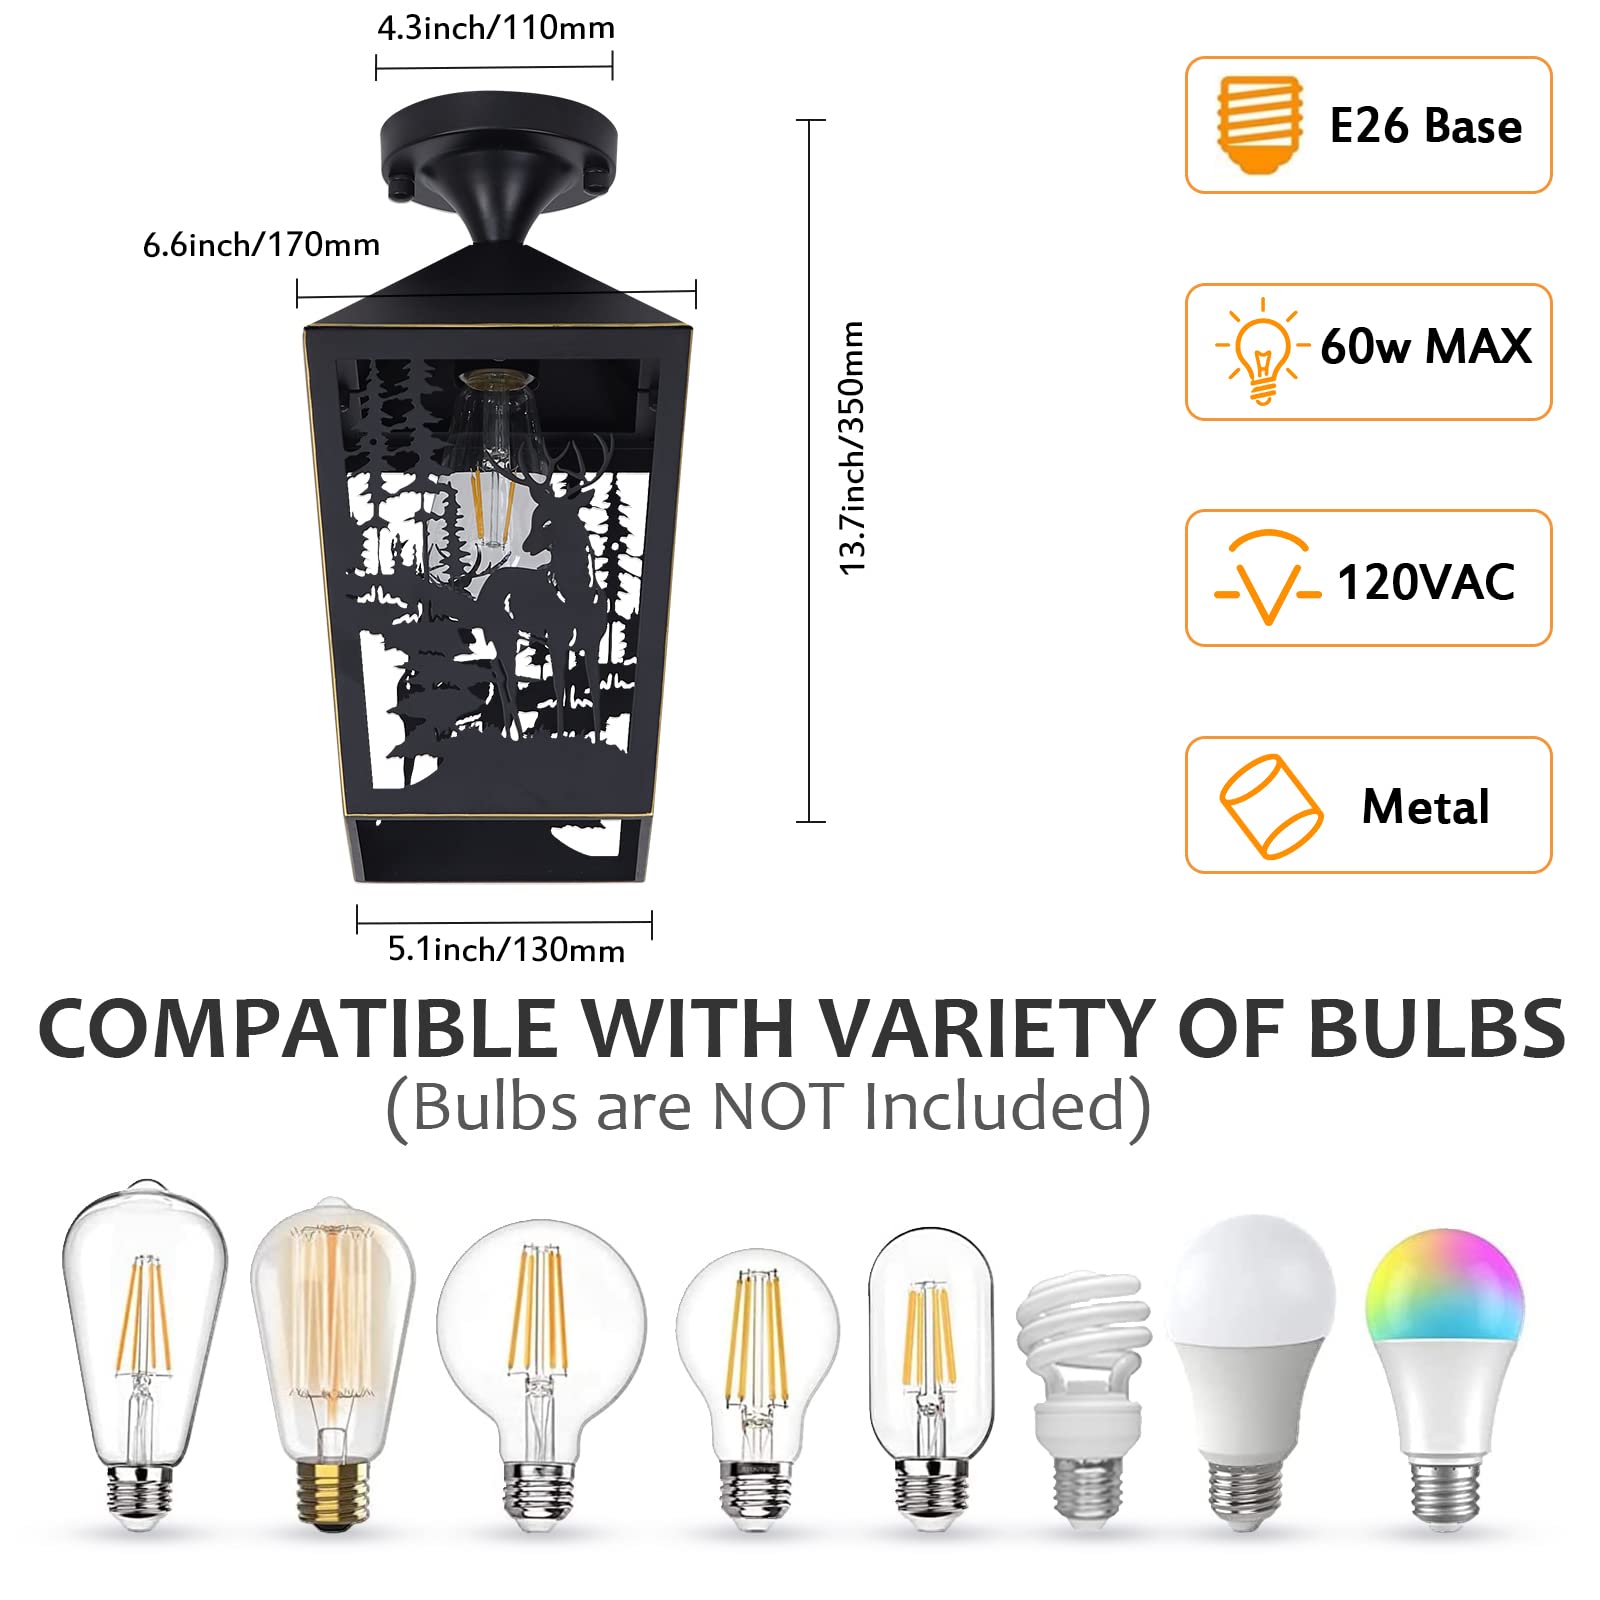 4.3inch/110mm
6.6inch/170mm
13.7inch/350mm
5.1inch/130mm
E26 Base
60w MAX
120VAC
Metal
COMPATIBLE WITH VARIETY OF BULBS
(Bulbs are NOT Included)